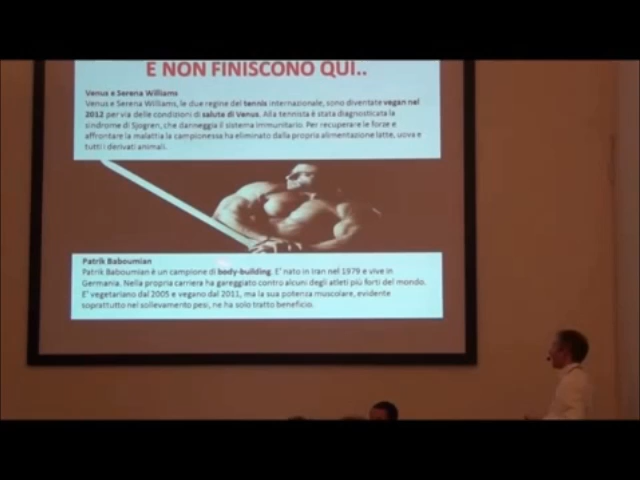 E NON FINISCONO QUI..
Venus e Serena Williams
Venus e Serena Williams, le due regine del tennis internazionale, sono diventate vegan nel
2012 per via delle condizioni di salute di Venus. Alla tennista è stata diagnosticata la
sindrome di Sjogren, che danneggia il sistema immunitario. Per recuperare le forze e
affrontare la malattia la campionessa ha eliminato dalla propria alimentazione latte, uova e
tutti i derivati animali.
Patrik Baboumian
Patrik Baboumian è un campione di body-building. E' nato in Iran nel 1979 e vive in
Germania. Nella propria carriera ha gareggiato contro alcuni degli atleti più forti del mondo.
E' vegetariano dal 2005 e vegano dal 2011, ma la sua potenza muscolare, evidente
soprattutto nel sollevamento pesi, ne ha solo tratto beneficio.